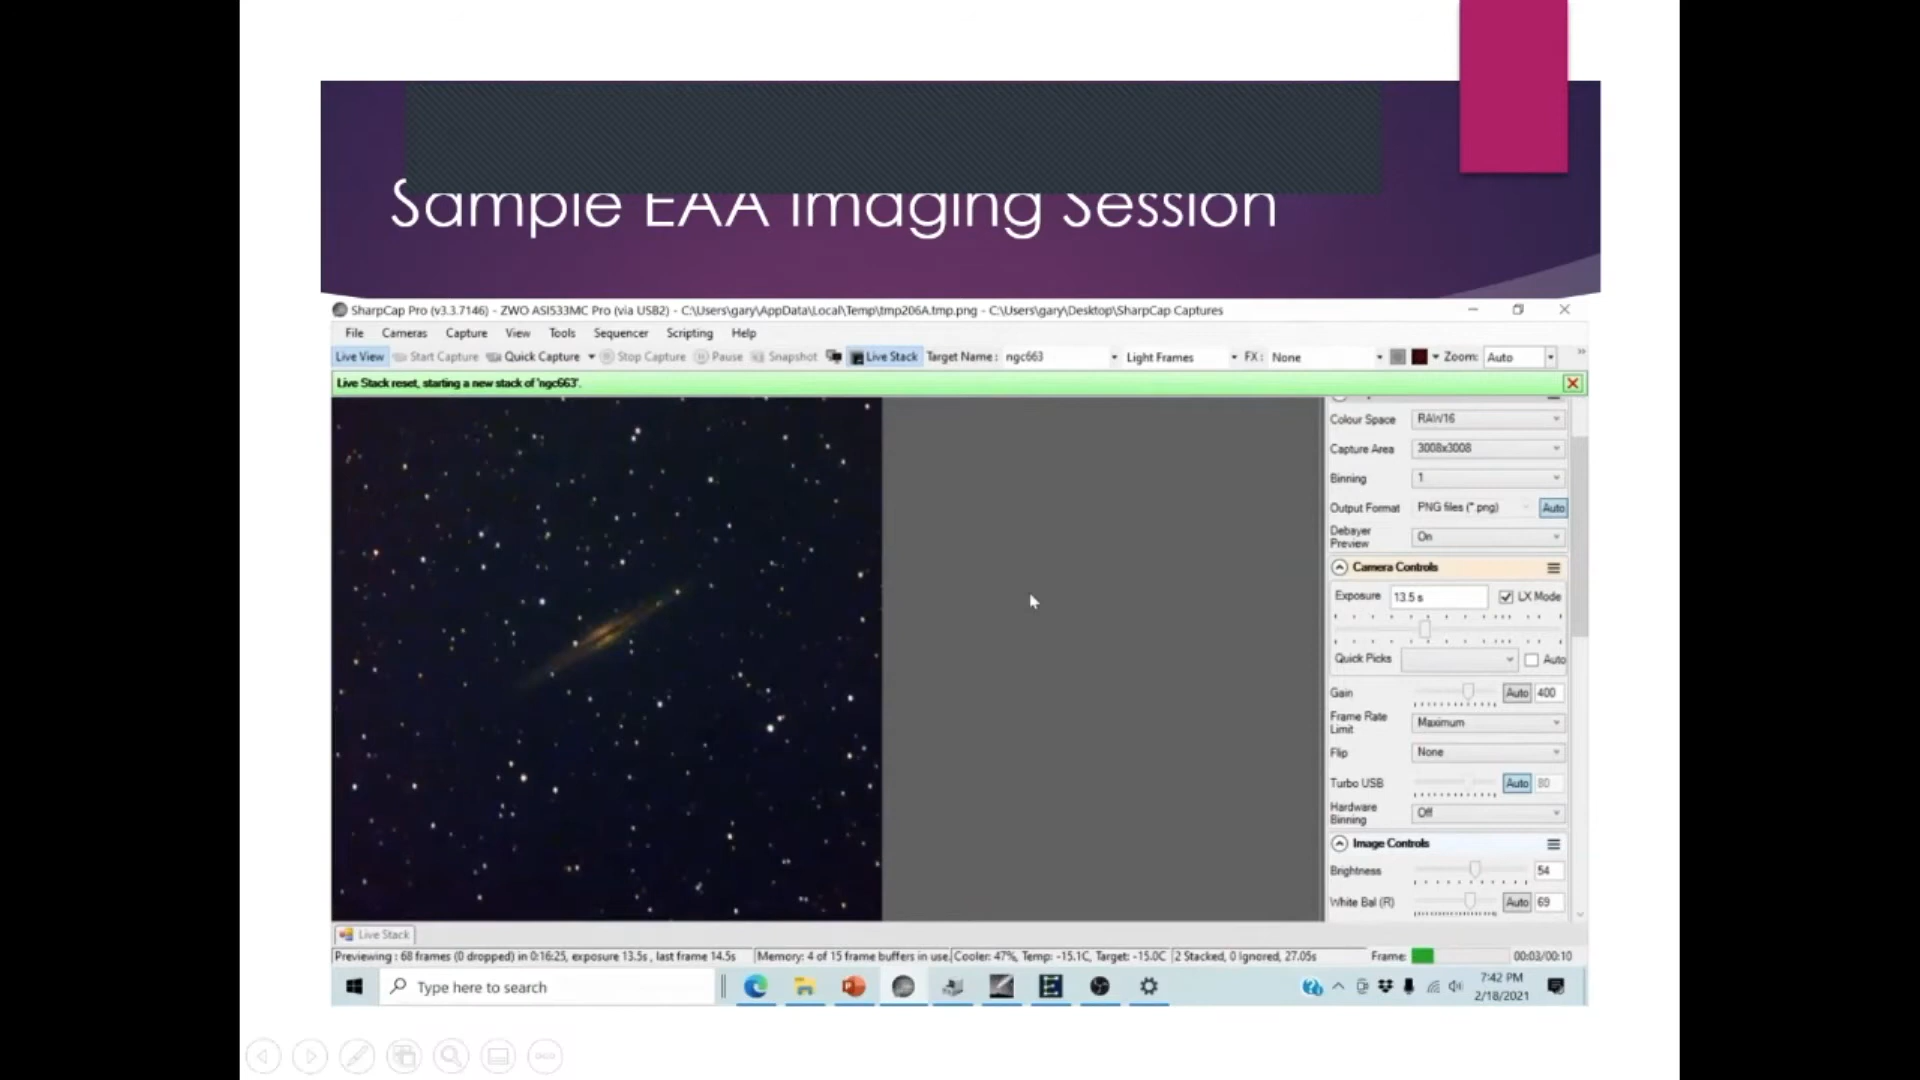 Sample EAA Imaging Session
SharpCap Pro (v3.3.7146) - ZWO ASI533MC Pro (via USB2) - C:\Users\gary\AppData\Local\Temp\tmp206A.tmp.png - C:\Users\gary\Desktop\SharpCap Captures
File Cameras Capture View Tools Sequencer Scripting Help
Live View Start Capture Quick Capture Stop Capture Pause Snapshot Live Stack Target Name : ngc663 Light Frames FX : None Zoom: Auto
Live Stack reset, starting a new stack of 'ngc663'.
Colour Space RAW16
Capture Area 3008x3008
Binning 1
Output Format PNG files (*.png) Auto
Debayer Preview On
Camera Controls
Exposure 13.5 s LX Mode
Quick Picks Auto
Gain Auto 400
Frame Rate Limit Maximum
Flip None
Turbo USB Auto 80
Hardware Binning Off
Image Controls
Brightness 54
White Bal (R) Auto 69
Live Stack
Previewing : 68 frames (0 dropped) in 0:16:25, exposure 13.5s , last frame 14.5s Memory: 4 of 15 frame buffers in use. Cooler: 47%, Temp: -15.1C, Target: -15.0C 2 Stacked, 0 Ignored, 27.05s Frame: 00:03/00:10
Type here to search
7:42 PM
2/18/2021